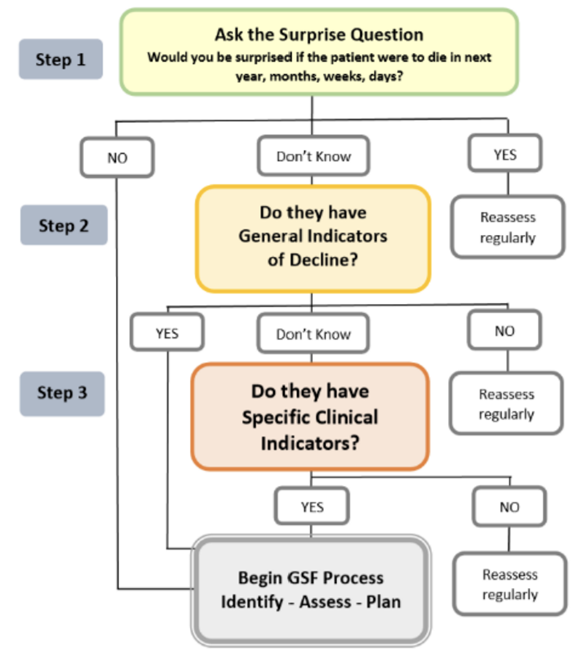 Ask the Surprise Question
Step 1
Would you be surprised if the patient were to die in next
year, months, weeks, days?
NO
Don't Know
YES
Reassess
regularly
Step 2
Do they have
General Indicators
of Decline?
YES
Don't Know
NO
Reassess
regularly
Step 3
Do they have
Specific Clinical
Indicators?
YES
NO
Reassess
regularly
Begin GSF Process
Identify - Assess - Plan